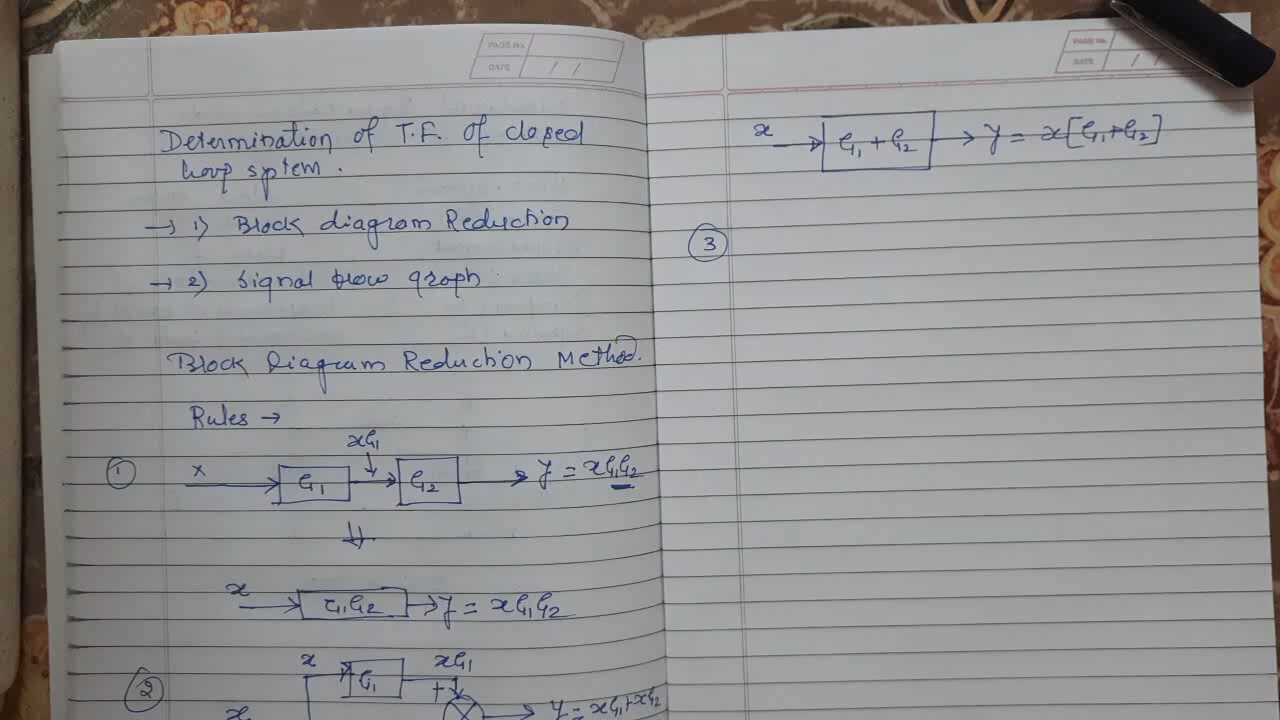 PAGE No.
DATE / /
Determination of T.F. of closed
loop system.
→ 1) Block diagram Reduction
→ 2) Signal flow graph
Block Diagram Reduction Method.
Rules →
xG₁
① x G₁ G₂ y = xG₁G₂
⇓
x G₁G₂ y = xG₁G₂
② x G₁ xG₁
+
x y = xG₁+xG₂
PAGE No.
DATE / /
x G₁ + G₂ y = x[G₁+G₂]
③